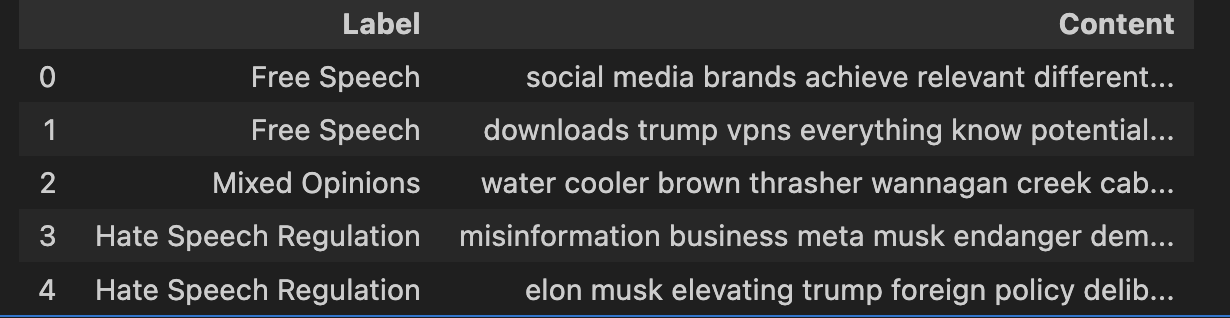 Label Content
0 Free Speech social media brands achieve relevant different...
1 Free Speech downloads trump vpns everything know potential...
2 Mixed Opinions water cooler brown thrasher wannagan creek cab...
3 Hate Speech Regulation misinformation business meta musk endanger dem...
4 Hate Speech Regulation elon musk elevating trump foreign policy delib...